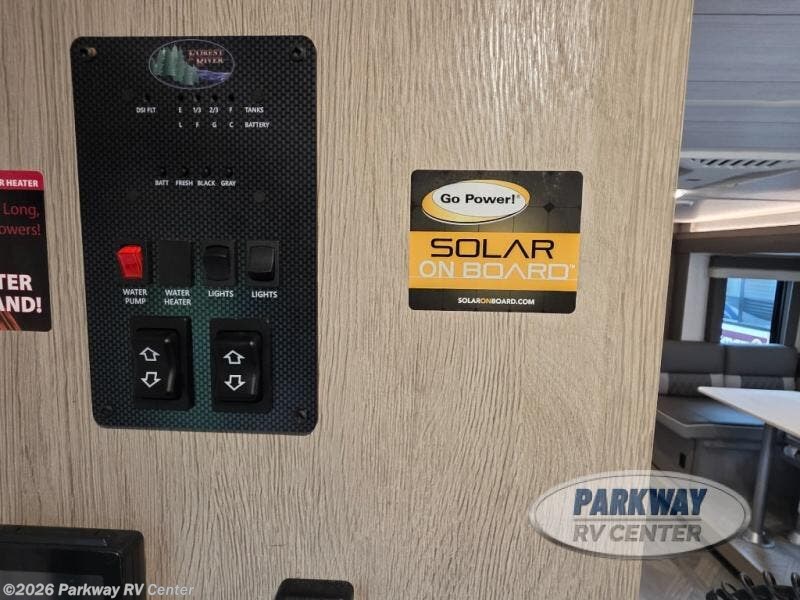 FOREST
RIVER
DSI FLT E 1/3 2/3 F TANKS
L F G C BATTERY
BATT FRESH BLACK GRAY
WATER PUMP
WATER HEATER
LIGHTS
LIGHTS
R HEATER
Long,
owers!
TER
AND!
Go Power!®
SOLAR
ON BOARD™
SOLARONBOARD.COM
PARKWAY
RV CENTER
©2026 Parkway RV Center